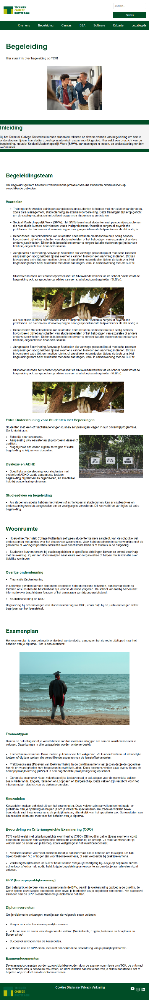 TECHNIEK
COLLEGE
ROTTERDAM
Zoeken...
Zoeken
Over ons Begeleiding Canvas BSA Software Eduarte Locatiegids
Begeleiding
Hier staat info over begeleiding op TCR!
Inleiding
Bij het Techniek College Rotterdam kunnen studenten rekenen op diverse vormen van begeleiding om hen te
ondersteunen tijdens hun studie, zowel op academisch als persoonlijk gebied. Hier volgt een overzicht van de
begeleiding, inclusief Sociaal Maatschappelijk Werk (SMW), aanpassingen in lessen, en ondersteuning rondom
woonruimte.
Begeleidingsteam
Het begeleidingsteam bestaat uit verschillende professionals die studenten ondersteunen op
verschillende gebieden.
Voordelen
• Trainingen: Er worden trainingen aangeboden om studenten te helpen met hun studievaardigheden,
zoals time management, studieplanning en examenvoorbereiding. Deze trainingen zijn erop gericht
om de studieprestaties en het zelfvertrouwen van studenten te verbeteren.
• Sociaal Maatschappelijk Werk (SMW): Het SMW-team helpt studenten met persoonlijke problemen
die hun studie kunnen beïnvloeden, zoals thuisproblemen, financiële zorgen of psychische
problemen. Ze bieden ook doorverwijzingen naar gespecialiseerde hulpverleners als dat nodig is.
• Schoolfonds: Het schoolfonds kan studenten ondersteunen die financiële hulp nodig hebben,
bijvoorbeeld bij het aanschaffen van studiematerialen of het bekostigen van excursies of andere
onderwijsactiviteiten. Dit fonds is bedoeld om ervoor te zorgen dat alle studenten gelijke kansen
hebben, ongeacht hun financiële situatie.
• Aangepaste Examinering Aanvraag: Studenten die vanwege persoonlijke of medische redenen
aanpassingen nodig hebben tijdens examens kunnen hiervoor een aanvraag indienen. Dit kan
bijvoorbeeld extra tijd, een rustige ruimte, of specifieke hulpmiddelen tijdens de toets zijn. Het
begeleidingsteam helpt studenten met deze aanvragen, vaak in samenwerking met de SLB'er.
Studenten kunnen zelf contact opnemen met de SMW-medewerkers via de school. Vaak wordt de
begeleiding ook aangeboden op advies van een studieloopbaanbegeleider (SLB'er).
die hun studie kunnen beïnvloeden, zoals thuisproblemen, financiële zorgen of psychische
problemen. Ze bieden ook doorverwijzingen naar gespecialiseerde hulpverleners als dat nodig is.
• Schoolfonds: Het schoolfonds kan studenten ondersteunen die financiële hulp nodig hebben,
bijvoorbeeld bij het aanschaffen van studiematerialen of het bekostigen van excursies of andere
onderwijsactiviteiten. Dit fonds is bedoeld om ervoor te zorgen dat alle studenten gelijke kansen
hebben, ongeacht hun financiële situatie.
• Aangepaste Examinering Aanvraag: Studenten die vanwege persoonlijke of medische redenen
aanpassingen nodig hebben tijdens examens kunnen hiervoor een aanvraag indienen. Dit kan
bijvoorbeeld extra tijd, een rustige ruimte, of specifieke hulpmiddelen tijdens de toets zijn. Het
begeleidingsteam helpt studenten met deze aanvragen, vaak in samenwerking met de SLB'er.
Studenten kunnen zelf contact opnemen met de SMW-medewerkers via de school. Vaak wordt de
begeleiding ook aangeboden op advies van een studieloopbaanbegeleider (SLB'er).
Extra Ondersteuning voor Studenten met Beperkingen
Studenten met leer- of functiebeperkingen kunnen aanpassingen krijgen in hun onderwijsprogramma.
Denk hierbij aan:
• Extra tijd voor tentamens.
• Aanpassing van lesmateriaal (bijvoorbeeld visueel of
auditief).
• Mogelijkheid om lessen digitaal te volgen of extra
begeleiding te krijgen van docenten.
DON'T
GIVE UP
YOU
MATTER
Dyslexie en ADHD
• Specifieke ondersteuning voor studenten met
dyslexie of ADHD, zoals aangepaste toetsen,
begeleiding bij plannen en organiseren, en eventueel
hulp bij concentratieproblemen.
Studieadvies en begeleiding
• Als studenten moeite hebben met vakken of achterlopen in studiepunten, kan er studieadvies en
ondersteuning worden aangeboden om de voortgang te verbeteren. Dit kan variëren van bijles tot extra
begeleiding.
Woonruimte
• Hoewel het Techniek College Rotterdam zelf geen studentenkamers aanbiedt, kan de school je wel
ondersteunen met advies over het vinden van woonruimte. Vaak hebben scholen in samenwerking met de
gemeente of woningcorporaties informatie over beschikbare kamers of studio's in de omgeving.
• Studenten kunnen terecht bij studiebegeleiders of specifieke afdelingen binnen de school voor hulp
met huisvesting. Zij kunnen doorverwijzen naar lokale woonorganisaties of helpen met informatie over
tijdelijke woningen.
Overige ondersteuning
• Financiële Ondersteuning
In sommige gevallen kunnen studenten die moeite hebben om rond te komen, een beroep doen op
fondsen of subsidies die beschikbaar zijn voor studerende jongeren. De school kan hierbij helpen met
informatie over beschikbare fondsen of het aanvragen van bijzondere bijstand.
• Studiefinanciering en DUO
Begeleiding bij het aanvragen van studiefinanciering via DUO, zoals hulp bij de juiste aanvragen of het
begrijpen van het leenstelsel.
Examenplan
Het examenplan is een belangrijk onderdeel van je studie, aangezien het de route uitstippelt naar het
behalen van je diploma. Hier is een overzicht:
Examentypen
Binnen de opleiding moet je verschillende soorten examens afleggen om aan de kwalificatie-eisen te
voldoen. Deze kunnen in drie categorieën worden onderverdeeld:
• Theoretische examens: Deze toetsen je kennis van het vakgebied. Ze kunnen bestaan uit schriftelijke
toetsen of digitale toetsen die verschillende aspecten van de leerstof behandelen.
• Praktijkexamens (Proeven van Bekwaamheid): In de praktijkexamens laat je zien dat je de opgedane
kennis en vaardigheden kunt toepassen in praktijksituaties. Deze examens vinden vaak plaats tijdens de
beroepspraktijkvorming (BPV) of in een nagebootste praktijkomgeving op school.
• Generieke examens: Naast vakinhoudelijke toetsen moet je ook slagen voor de generieke vakken
zoals Nederlands, Engels, Rekenen en Loopbaan en Burgerschap. Deze vakken zijn verplicht voor het
mbo en maken deel uit van de diplomavereisten.
Keuzedelen
Keuzedelen maken ook deel uit van het examenplan. Deze vakken zijn aanvullend op het basis- en
profieldeel van je opleiding en helpen je om je verder te specialiseren. Keuzedelen worden zowel
beoordeeld met theorie-examens als praktijktoetsen, afhankelijk van het specifieke vak. De resultaten van
keuzedelen tellen ook mee voor het behalen van je diploma.
Beoordeling en Criteriumgerichte Examinering (CGO)
TCR werkt veelal met criteriumgerichte examinering (CGO). Dit houdt in dat je tijdens examens wordt
beoordeeld op basis van vastgestelde criteria die aansluiten bij de praktijk. Je moet aantonen dat je
voldoet aan de eisen van je beroep, zoals vastgelegd in het kwalificatiedossier.
• Minimale scores: Voor veel examens moet je een minimale score behalen om te slagen. Dit kan
bijvoorbeeld een 5,5 of hoger zijn voor theorie-examens, of een voldoende bij praktijkexamens.
• Vorderingen bijhouden: Je SLB'er houdt samen met jou je voortgang bij. Als je op bepaalde punten
achterloopt of extra hulp nodig hebt, krijg je begeleiding om ervoor te zorgen dat je aan alle eisen kunt
voldoen.
BPV (Beroepspraktijkvorming)
Een belangrijk onderdeel van je examenplan is de BPV, waarin je werkervaring opdoet in de praktijk. Je
wordt tijdens deze stages beoordeeld door zowel je leerbedrijf als je begeleider van school. Het succesvol
afronden van de BPV is essentieel om je diploma te behalen.
Diplomavereisten
Om je diploma te ontvangen, moet je aan de volgende eisen voldoen:
• Slagen voor alle theorie- en praktijkexamens.
• Voldoen aan de eisen voor de generieke vakken (Nederlands, Engels, Rekenen en Loopbaan en
Burgerschap).
• Succesvol afronden van de keuzedelen.
• Voldoen aan de BPV-eisen, inclusief een voldoende beoordeling van je praktijkopdrachten.
Examendocumenten
De examendocumenten worden zorgvuldig bijgehouden door de examencommissie van TCR. Je ontvangt
een overzicht van je behaalde resultaten, en deze worden aan het einde van je studie beoordeeld om te
bepalen of je voldoet aan de diplomavereisten.
TECHNIEK
COLLEGE
ROTTERDAM
Cookies Disclaimer Privacy Verklaring